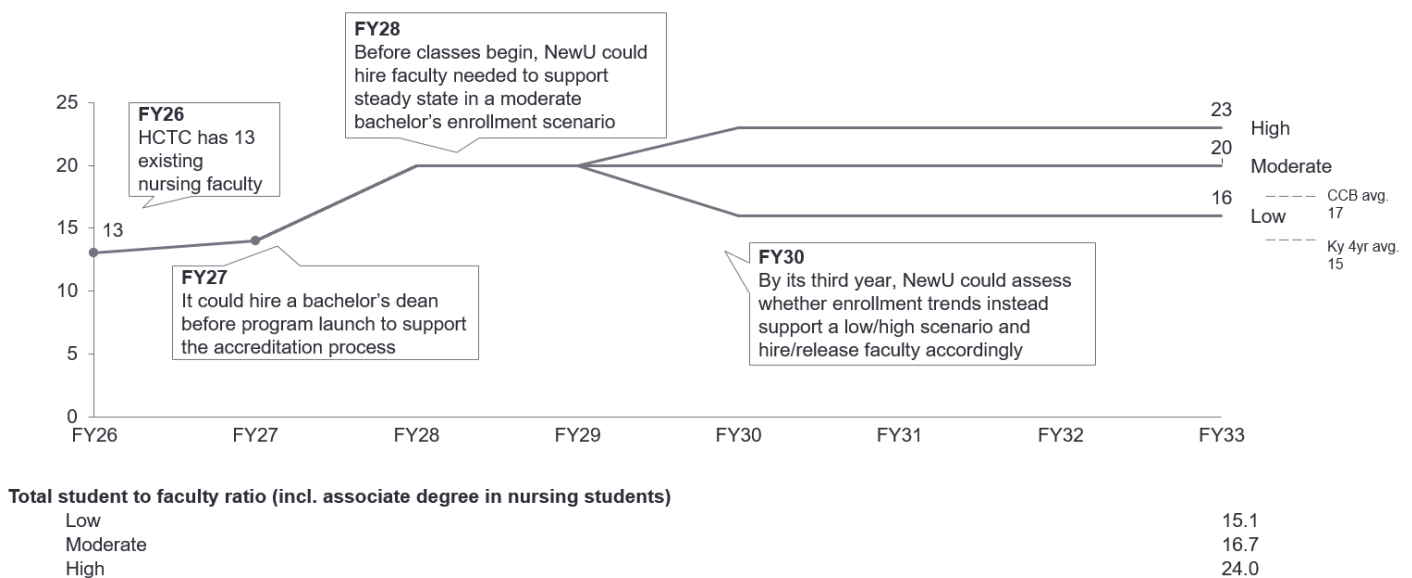 FY28
Before classes begin, NewU could
hire faculty needed to support
steady state in a moderate
bachelor's enrollment scenario
25
20
15
10
5
0
FY26
HCTC has 13
existing
nursing faculty
13
FY27
It could hire a bachelor's dean
before program launch to support
the accreditation process
FY30
By its third year, NewU could assess
whether enrollment trends instead
support a low/high scenario and
hire/release faculty accordingly
23
High
20
Moderate
16
Low
CCB avg.
17
Ky 4yr avg.
15
FY26 FY27 FY28 FY29 FY30 FY31 FY32 FY33
Total student to faculty ratio (incl. associate degree in nursing students)
Low 15.1
Moderate 16.7
High 24.0